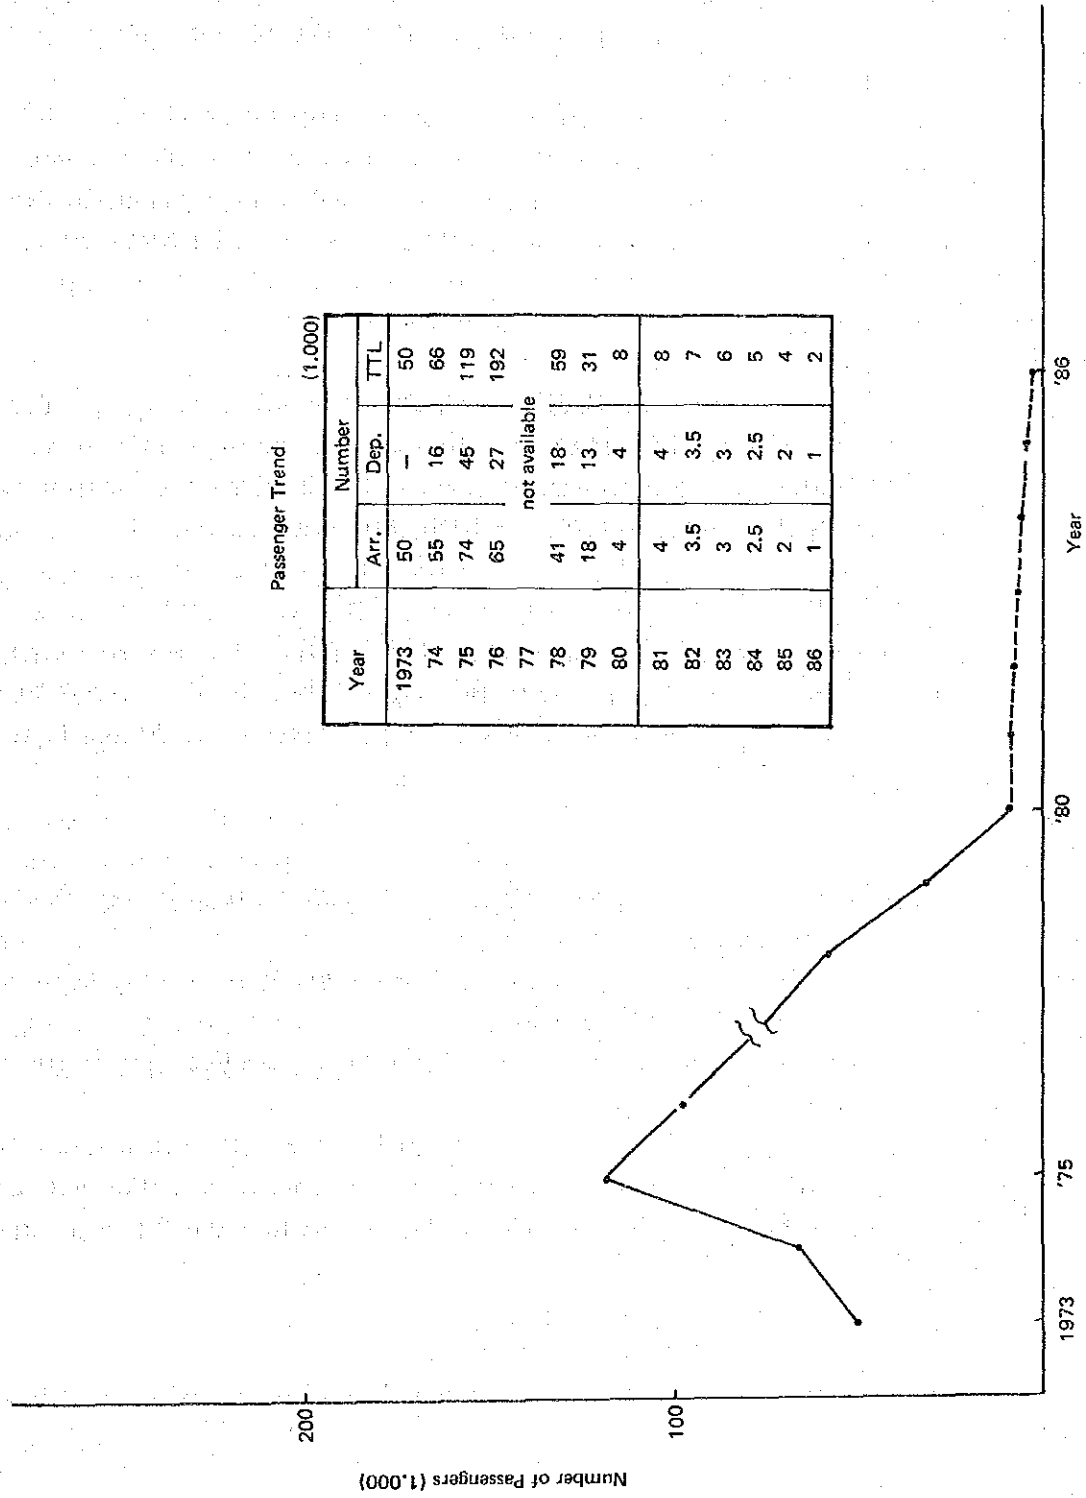 Passenger Trend
(1.000)
Year Number
Arr. Dep. TTL
1973 50 – 50
74 55 16 66
75 74 45 119
76 65 27 192
77 not available
78 41 18 59
79 18 13 31
80 4 4 8
81 4 4 8
82 3.5 3.5 7
83 3 3 6
84 2.5 2.5 5
85 2 2 4
86 1 1 2
Number of Passengers (1.000)
200
100
1973 '75 '80 '86
Year